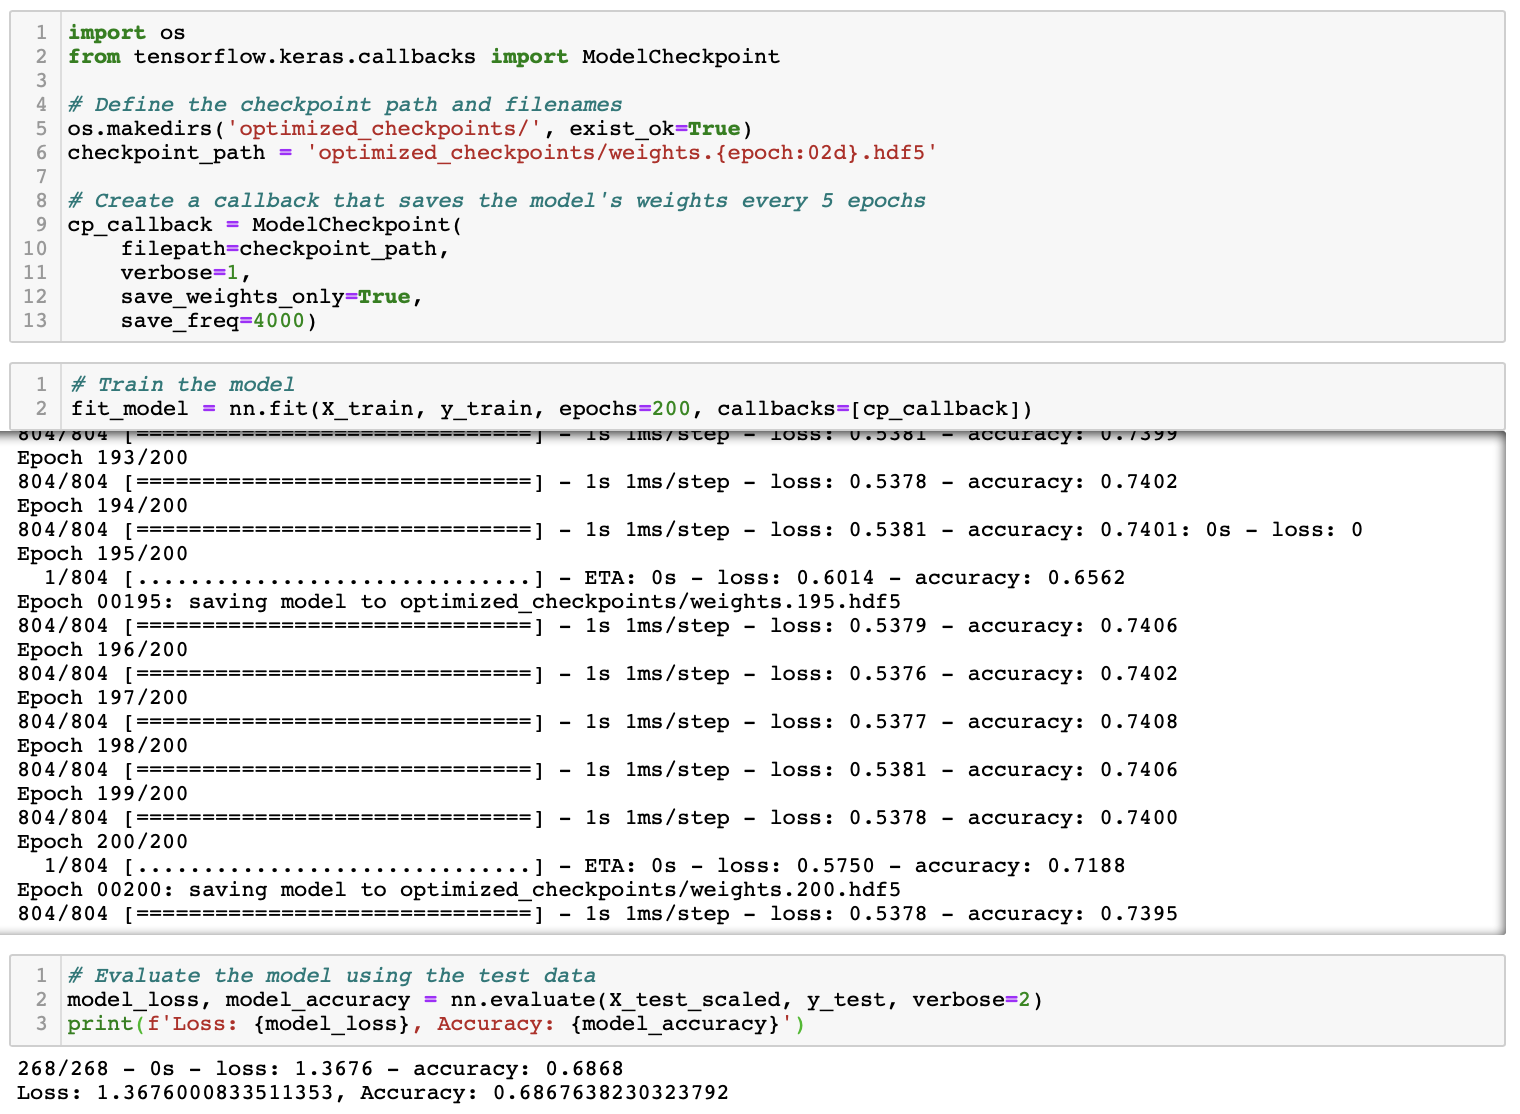 1 import os
2 from tensorflow.keras.callbacks import ModelCheckpoint
3
4 # Define the checkpoint path and filenames
5 os.makedirs('optimized_checkpoints/', exist_ok=True)
6 checkpoint_path = 'optimized_checkpoints/weights.{epoch:02d}.hdf5'
7
8 # Create a callback that saves the model's weights every 5 epochs
9 cp_callback = ModelCheckpoint(
10     filepath=checkpoint_path,
11     verbose=1,
12     save_weights_only=True,
13     save_freq=4000)
1 # Train the model
2 fit_model = nn.fit(X_train, y_train, epochs=200, callbacks=[cp_callback])
804/804 [==============================] - 1s 1ms/step - loss: 0.5381 - accuracy: 0.7399
Epoch 193/200
804/804 [==============================] - 1s 1ms/step - loss: 0.5378 - accuracy: 0.7402
Epoch 194/200
804/804 [==============================] - 1s 1ms/step - loss: 0.5381 - accuracy: 0.7401: 0s - loss: 0
Epoch 195/200
  1/804 [..............................] - ETA: 0s - loss: 0.6014 - accuracy: 0.6562
Epoch 00195: saving model to optimized_checkpoints/weights.195.hdf5
804/804 [==============================] - 1s 1ms/step - loss: 0.5379 - accuracy: 0.7406
Epoch 196/200
804/804 [==============================] - 1s 1ms/step - loss: 0.5376 - accuracy: 0.7402
Epoch 197/200
804/804 [==============================] - 1s 1ms/step - loss: 0.5377 - accuracy: 0.7408
Epoch 198/200
804/804 [==============================] - 1s 1ms/step - loss: 0.5381 - accuracy: 0.7406
Epoch 199/200
804/804 [==============================] - 1s 1ms/step - loss: 0.5378 - accuracy: 0.7400
Epoch 200/200
  1/804 [..............................] - ETA: 0s - loss: 0.5750 - accuracy: 0.7188
Epoch 00200: saving model to optimized_checkpoints/weights.200.hdf5
804/804 [==============================] - 1s 1ms/step - loss: 0.5378 - accuracy: 0.7395
1 # Evaluate the model using the test data
2 model_loss, model_accuracy = nn.evaluate(X_test_scaled, y_test, verbose=2)
3 print(f'Loss: {model_loss}, Accuracy: {model_accuracy}')
268/268 - 0s - loss: 1.3676 - accuracy: 0.6868
Loss: 1.3676000833511353, Accuracy: 0.6867638230323792